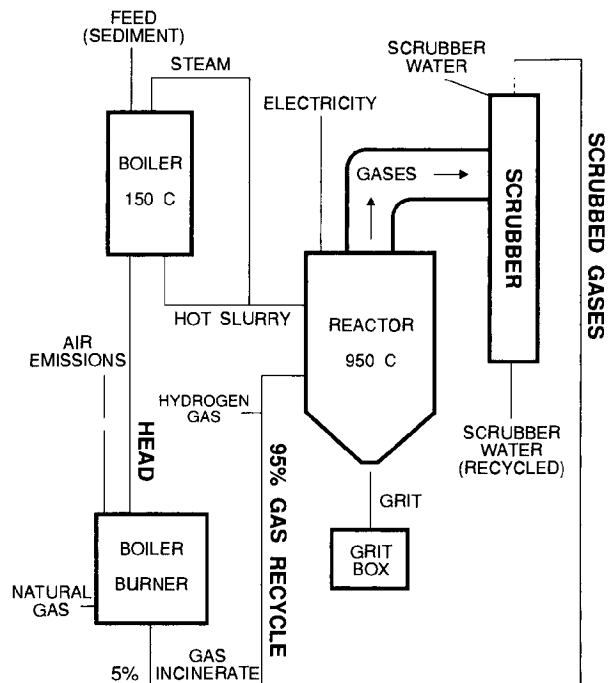 FEED
(SEDIMENT)
STEAM
SCRUBBER
WATER
ELECTRICITY
BOILER
150 C
GASES
SCRUBBER
SCRUBBED GASES
HOT SLURRY
REACTOR
950 C
AIR
EMISSIONS
HYDROGEN
GAS
HEAD
95% GAS RECYCLE
SCRUBBER
WATER
(RECYCLED)
GRIT
GRIT
BOX
BOILER
BURNER
NATURAL
GAS
5%
GAS
INCINERATE